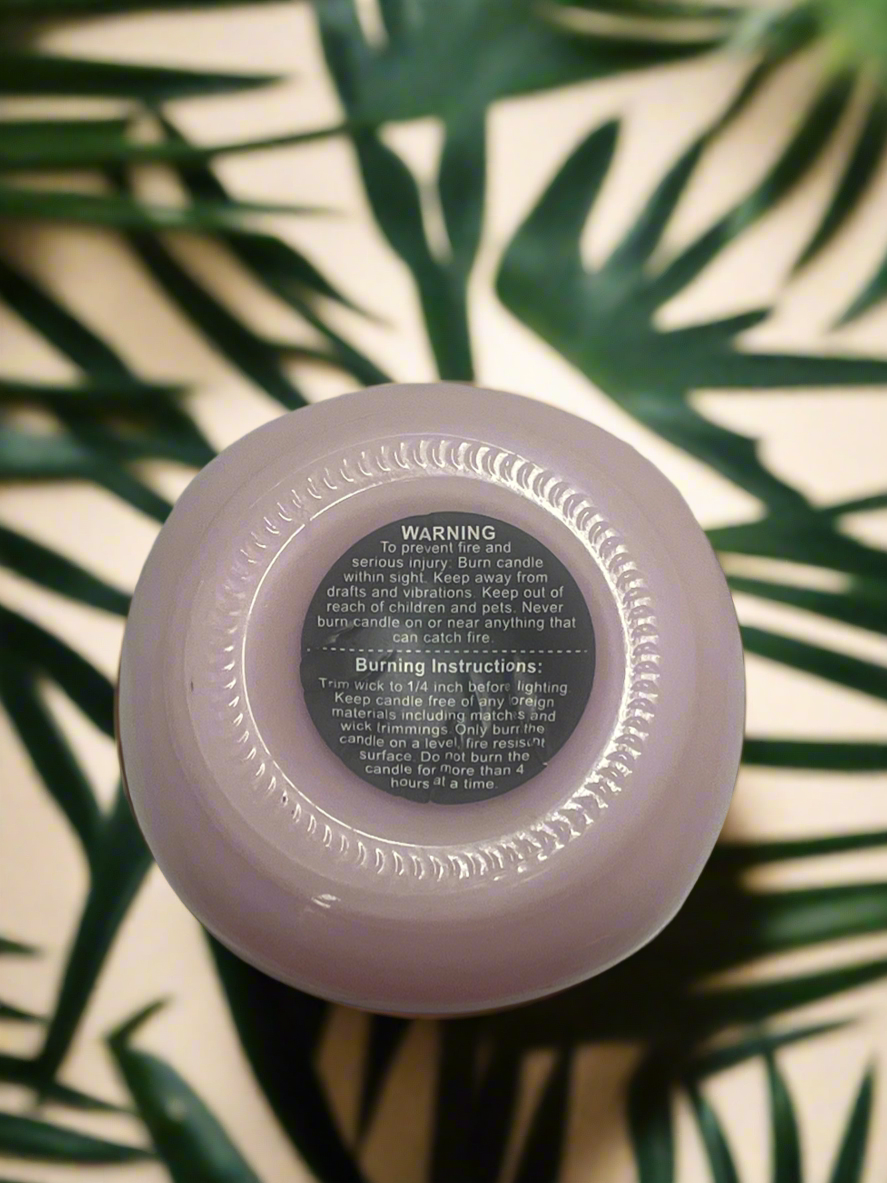 WARNING
To prevent fire and
serious injury: Burn candle
within sight. Keep away from
drafts and vibrations. Keep out of
reach of children and pets. Never
burn candle on or near anything that
can catch fire.
Burning Instructions:
Trim wick to 1/4 inch before lighting.
Keep candle free of any foreign
materials including matches and
wick trimmings. Only burn the
candle on a level, fire resistant
surface. Do not burn the
candle for more than 4
hours at a time.